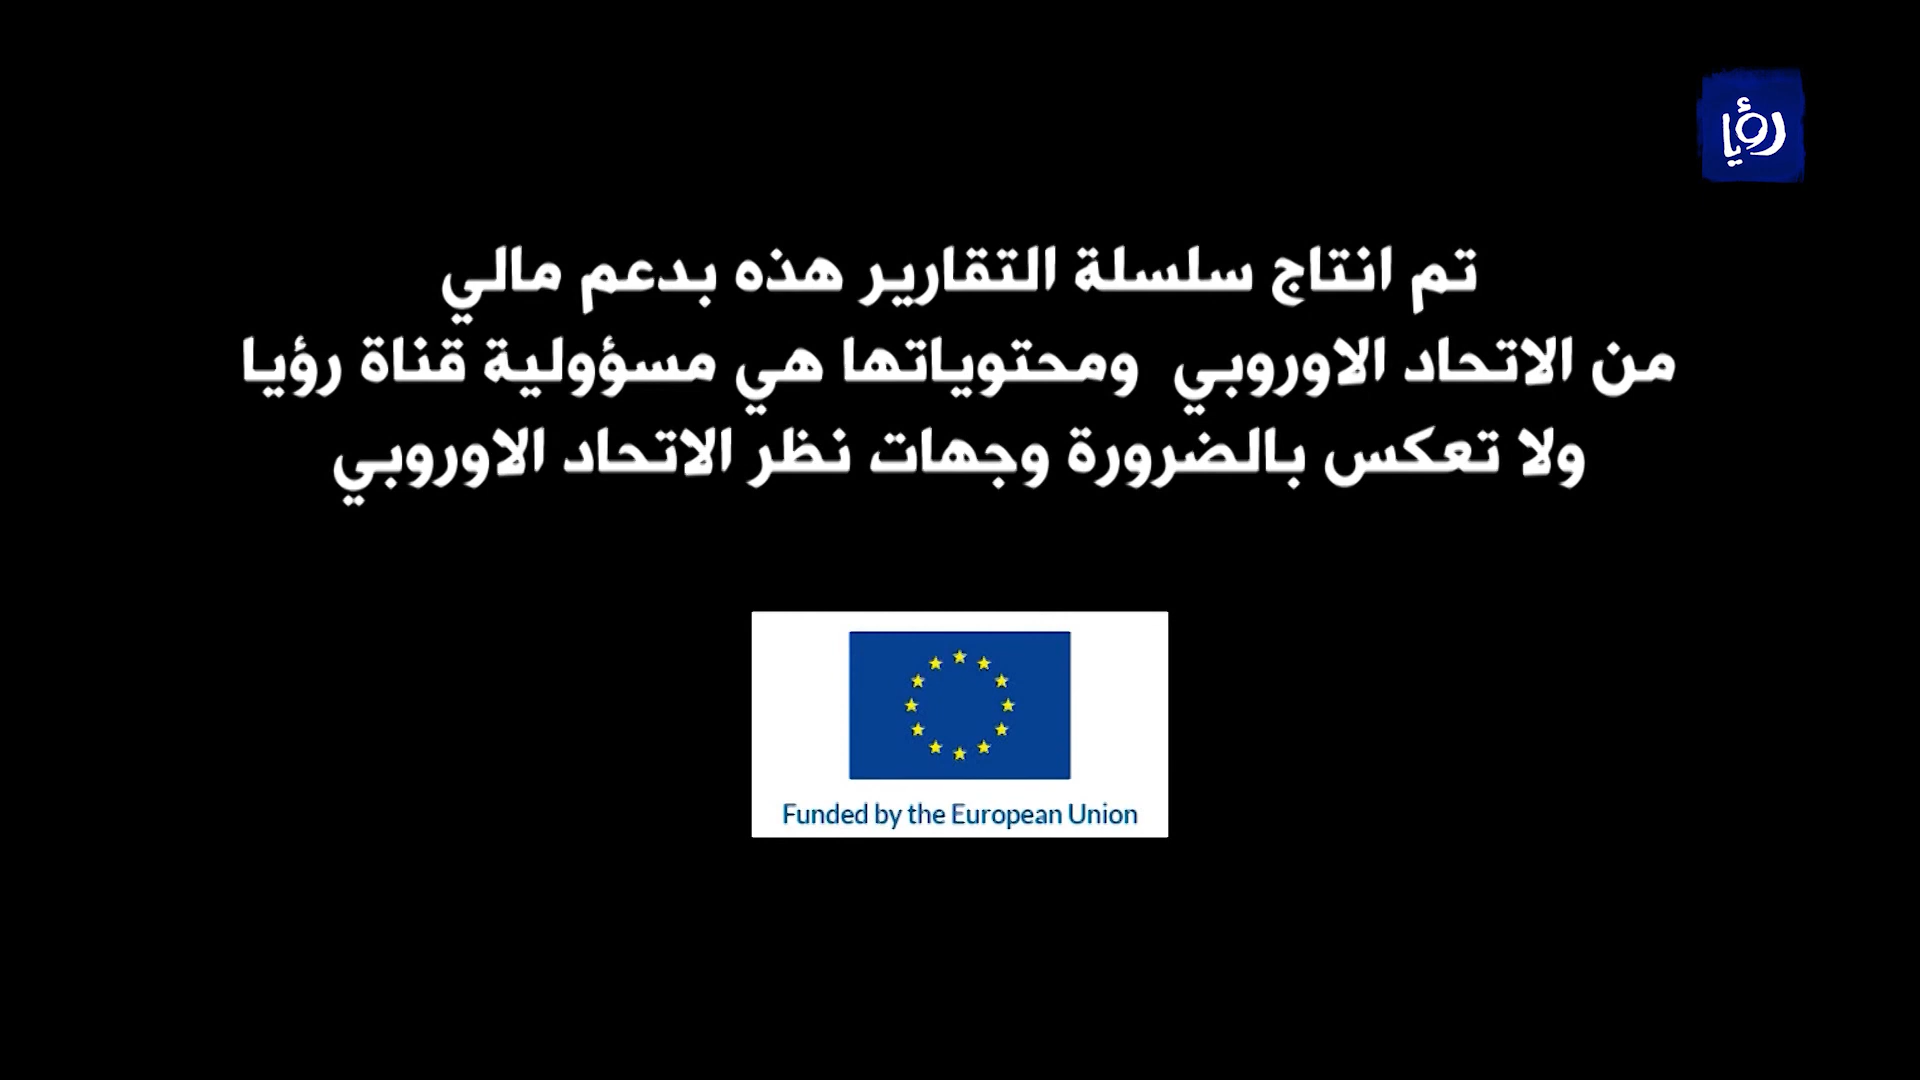 رؤيا
تم انتاج سلسلة التقارير هذه بدعم مالي
من الاتحاد الاوروبي ومحتوياتها هي مسؤولية قناة رؤيا
ولا تعكس بالضرورة وجهات نظر الاتحاد الاوروبي
Funded by the European Union